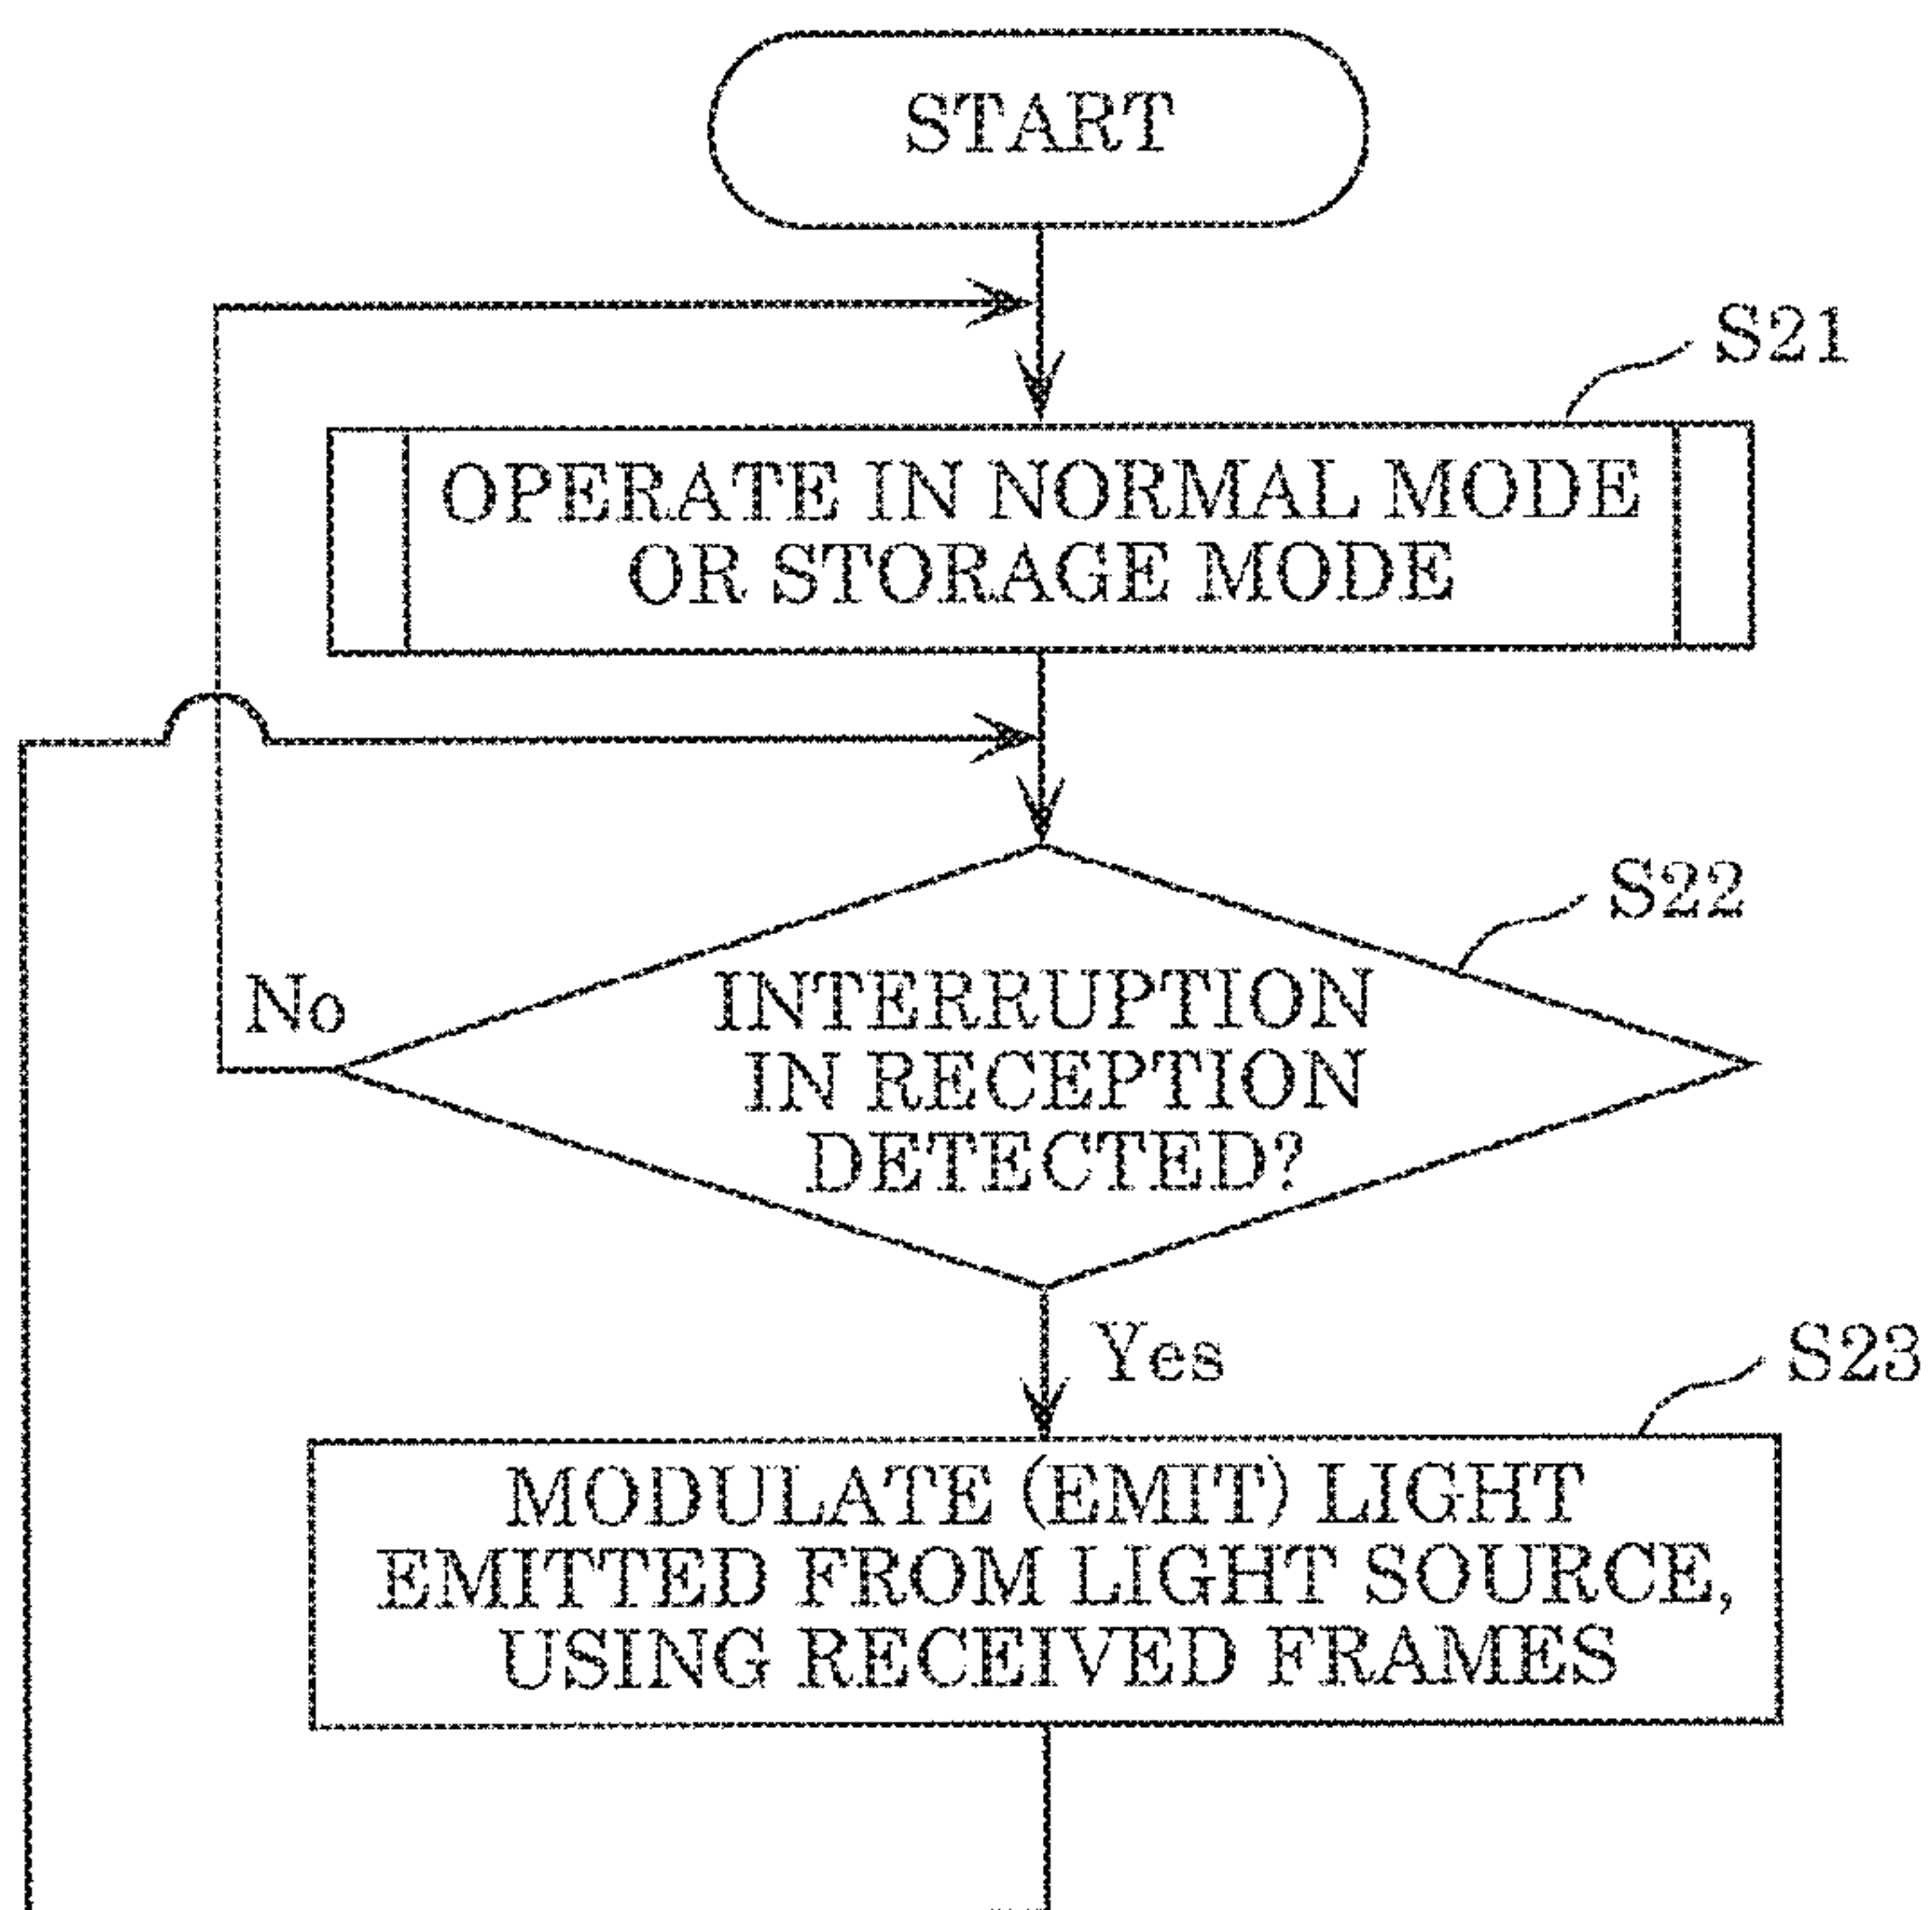 START
S21
OPERATE IN NORMAL MODE
OR STORAGE MODE
S22
No
INTERRUPTION
IN RECEPTION
DETECTED?
Yes
S23
MODULATE (EMIT) LIGHT
EMITTED FROM LIGHT SOURCE,
USING RECEIVED FRAMES